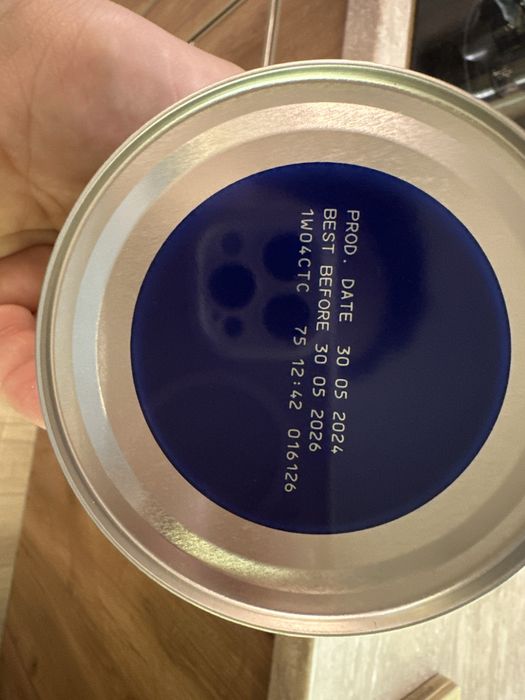 PROD. DATE 30 05 2024
BEST BEFORE 30 05 2026
1W04CTC 75 12:42 016126